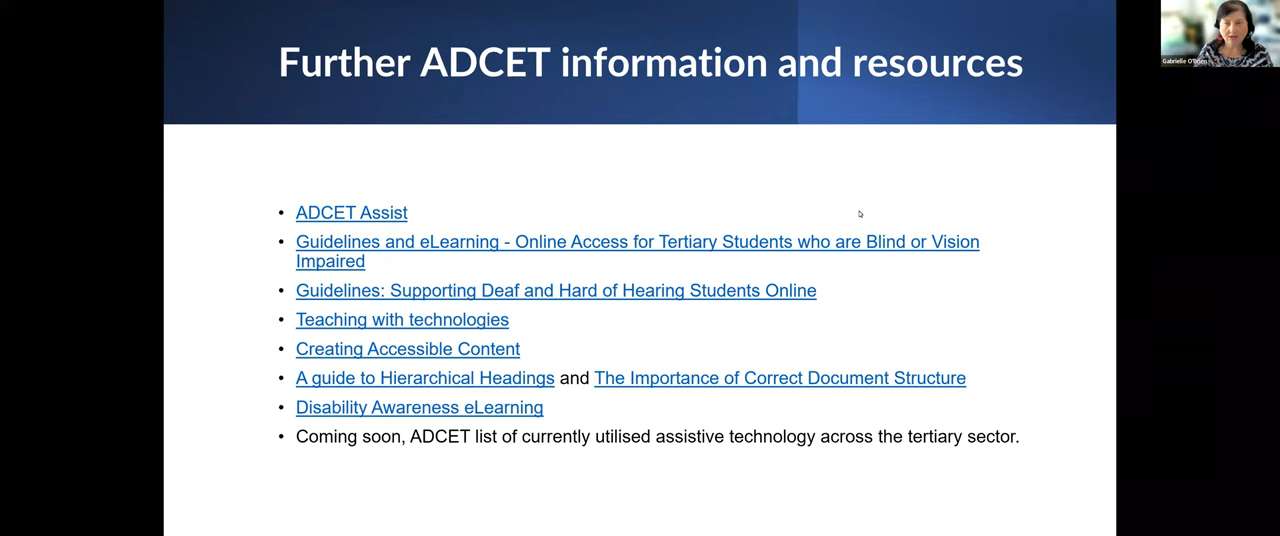 Further ADCET information and resources
Gabrielle O'Brien
• ADCET Assist
• Guidelines and eLearning - Online Access for Tertiary Students who are Blind or Vision
Impaired
• Guidelines: Supporting Deaf and Hard of Hearing Students Online
• Teaching with technologies
• Creating Accessible Content
• A guide to Hierarchical Headings and The Importance of Correct Document Structure
• Disability Awareness eLearning
• Coming soon, ADCET list of currently utilised assistive technology across the tertiary sector.